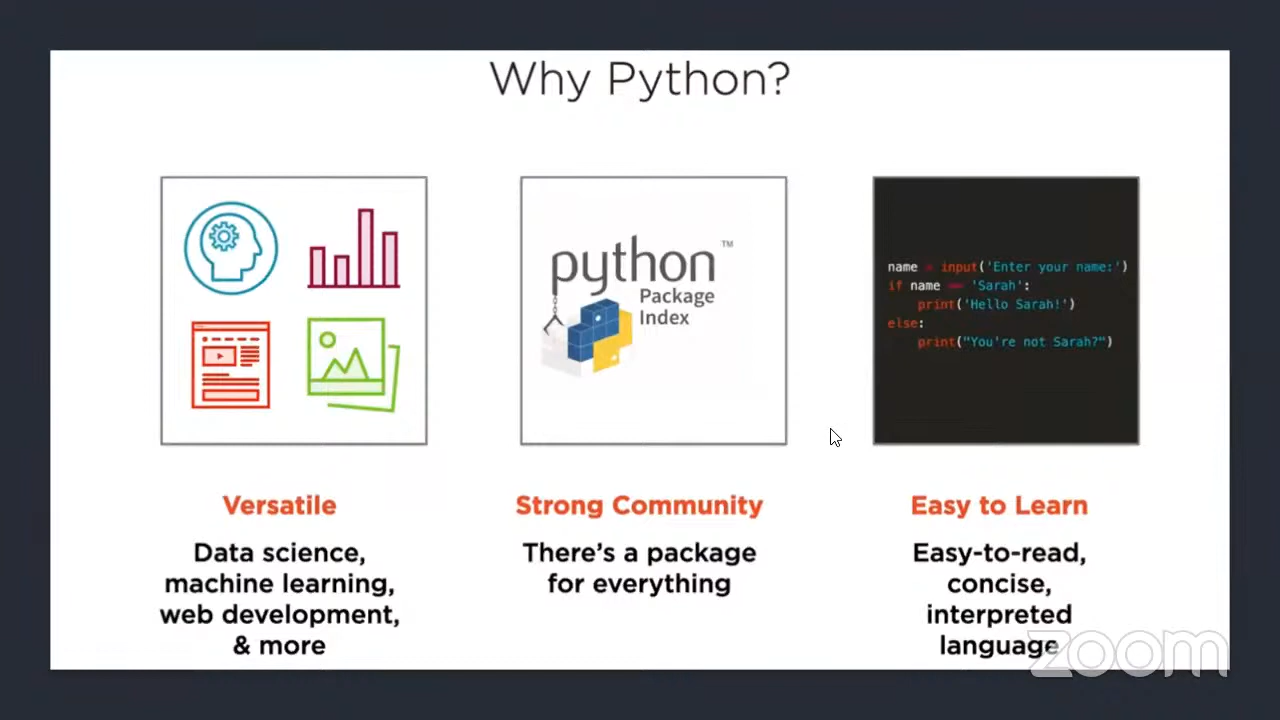 Why Python?
python™
Package
Index
name = input('Enter your name:')
if name == 'Sarah':
    print('Hello Sarah!')
else:
    print("You're not Sarah?")
Versatile
Data science,
machine learning,
web development,
& more
Strong Community
There's a package
for everything
Easy to Learn
Easy-to-read,
concise,
interpreted
language
zoom